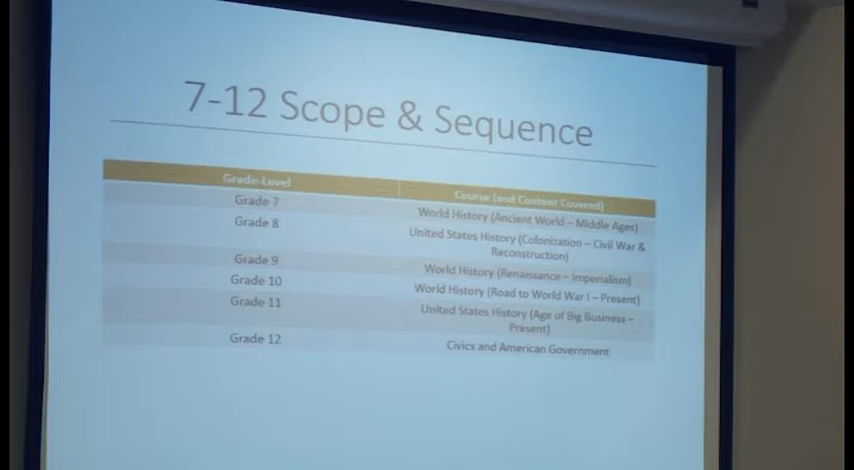 7-12 Scope & Sequence
Grade-Level Course (and Content Covered)
Grade 7 World History (Ancient World – Middle Ages)
Grade 8 United States History (Colonization – Civil War &
Reconstruction)
Grade 9 World History (Renaissance – Imperialism)
Grade 10 World History (Road to World War I – Present)
Grade 11 United States History (Age of Big Business –
Present)
Grade 12 Civics and American Government